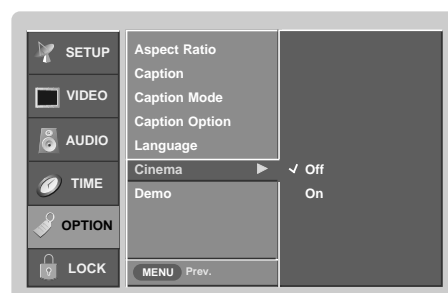 SETUP
VIDEO
AUDIO
TIME
OPTION
LOCK
Aspect Ratio
Caption
Caption Mode
Caption Option
Language
Cinema
Demo
MENU Prev.
Off
On